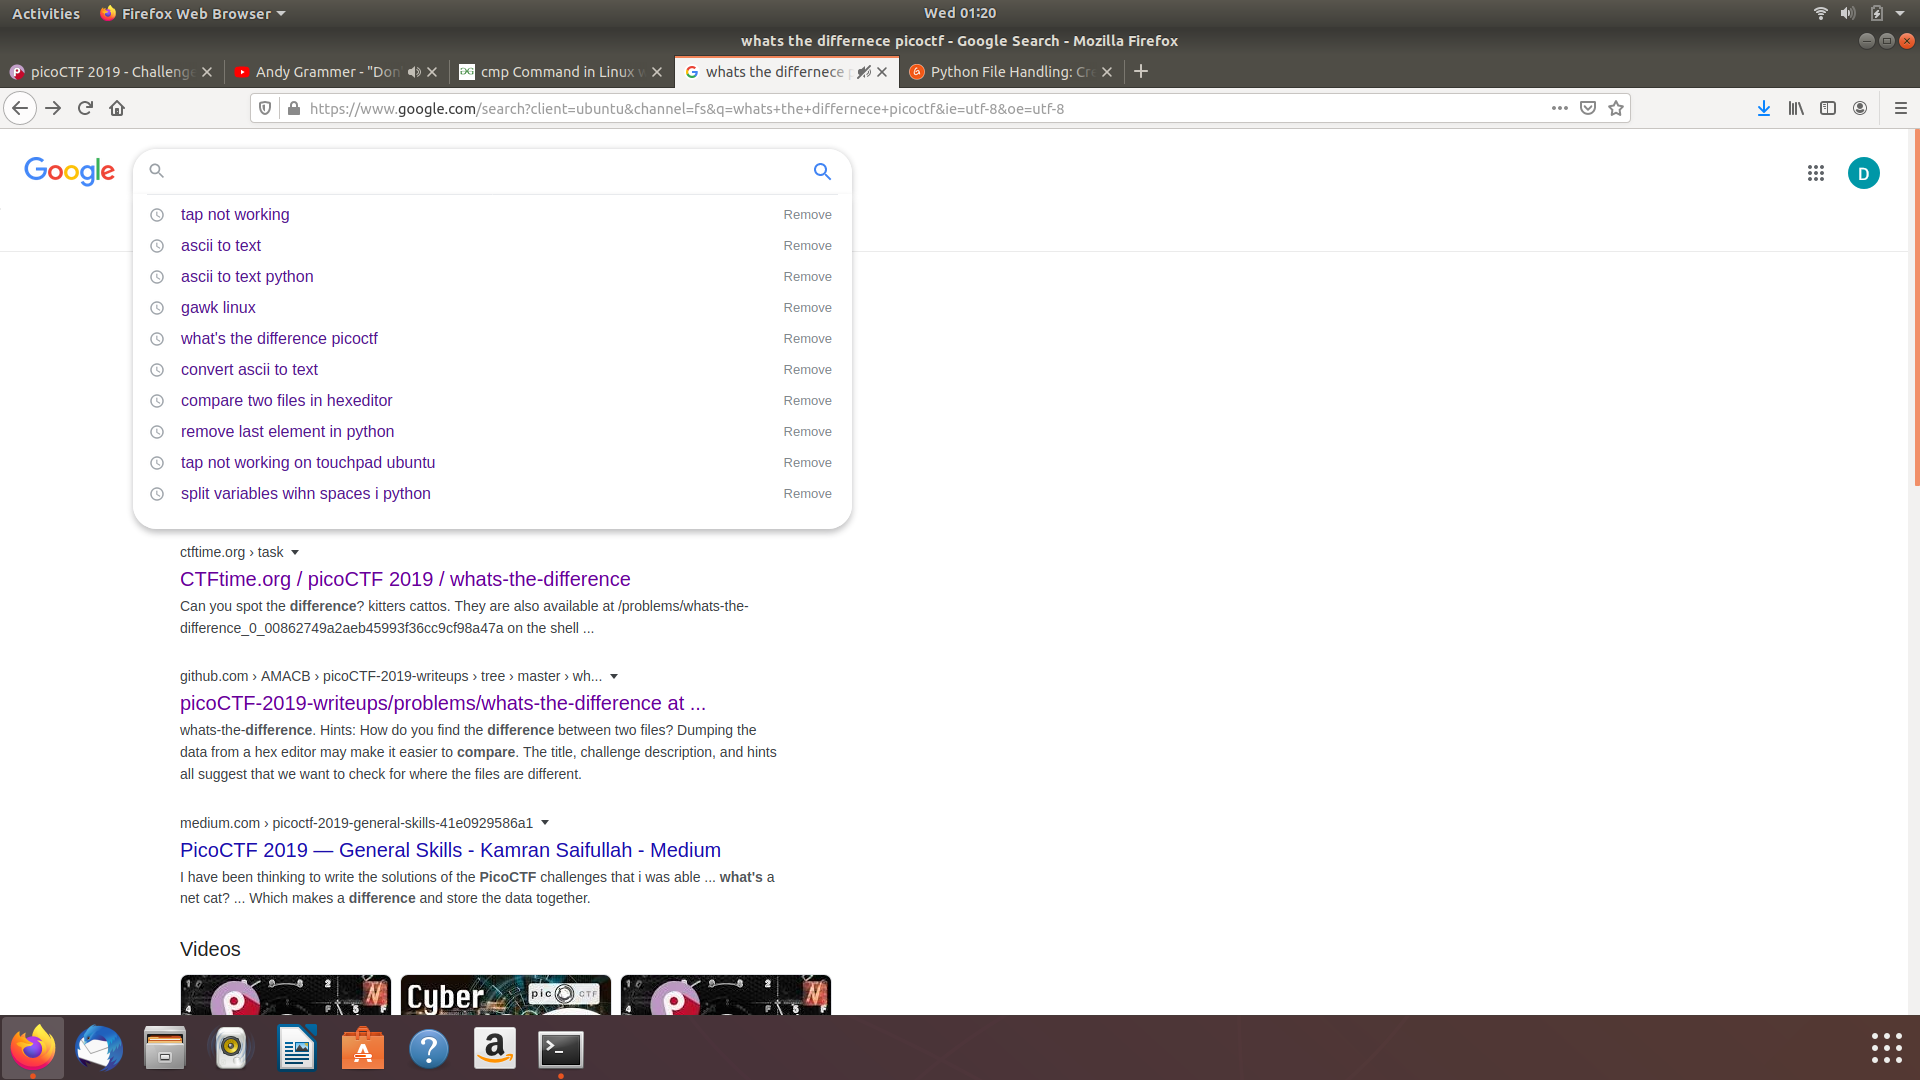 Activities Firefox Web Browser Wed 01:20
whats the differnece picoctf - Google Search - Mozilla Firefox
picoCTF 2019 - Challeng Andy Grammer - "Don' cmp Command in Linux w whats the differnece p Python File Handling: Cre
https://www.google.com/search?client=ubuntu&channel=fs&q=whats+the+differnece+picoctf&ie=utf-8&oe=utf-8
Google D
tap not working Remove
ascii to text Remove
ascii to text python Remove
gawk linux Remove
what's the difference picoctf Remove
convert ascii to text Remove
compare two files in hexeditor Remove
remove last element in python Remove
tap not working on touchpad ubuntu Remove
split variables wihn spaces i python Remove
ctftime.org › task
CTFtime.org / picoCTF 2019 / whats-the-difference
Can you spot the difference? kitters cattos. They are also available at /problems/whats-the-
difference_0_00862749a2aeb45993f36cc9cf98a47a on the shell ...
github.com › AMACB › picoCTF-2019-writeups › tree › master › wh...
picoCTF-2019-writeups/problems/whats-the-difference at ...
whats-the-difference. Hints: How do you find the difference between two files? Dumping the
data from a hex editor may make it easier to compare. The title, challenge description, and hints
all suggest that we want to check for where the files are different.
medium.com › picoctf-2019-general-skills-41e0929586a1
PicoCTF 2019 — General Skills - Kamran Saifullah - Medium
I have been thinking to write the solutions of the PicoCTF challenges that i was able ... what's a
net cat? ... Which makes a difference and store the data together.
Videos
Cyber pic CTF